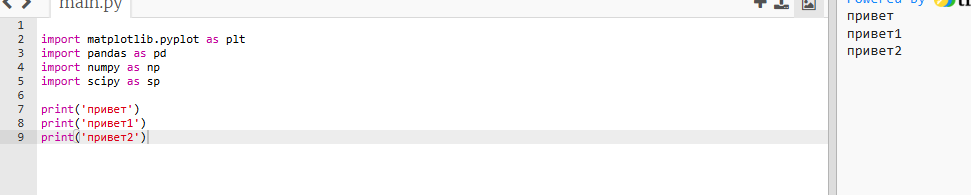 main.py
1
2 import matplotlib.pyplot as plt
3 import pandas as pd
4 import numpy as np
5 import scipy as sp
6
7 print('привет')
8 print('привет1')
9 print('привет2')
Powered by
привет
привет1
привет2